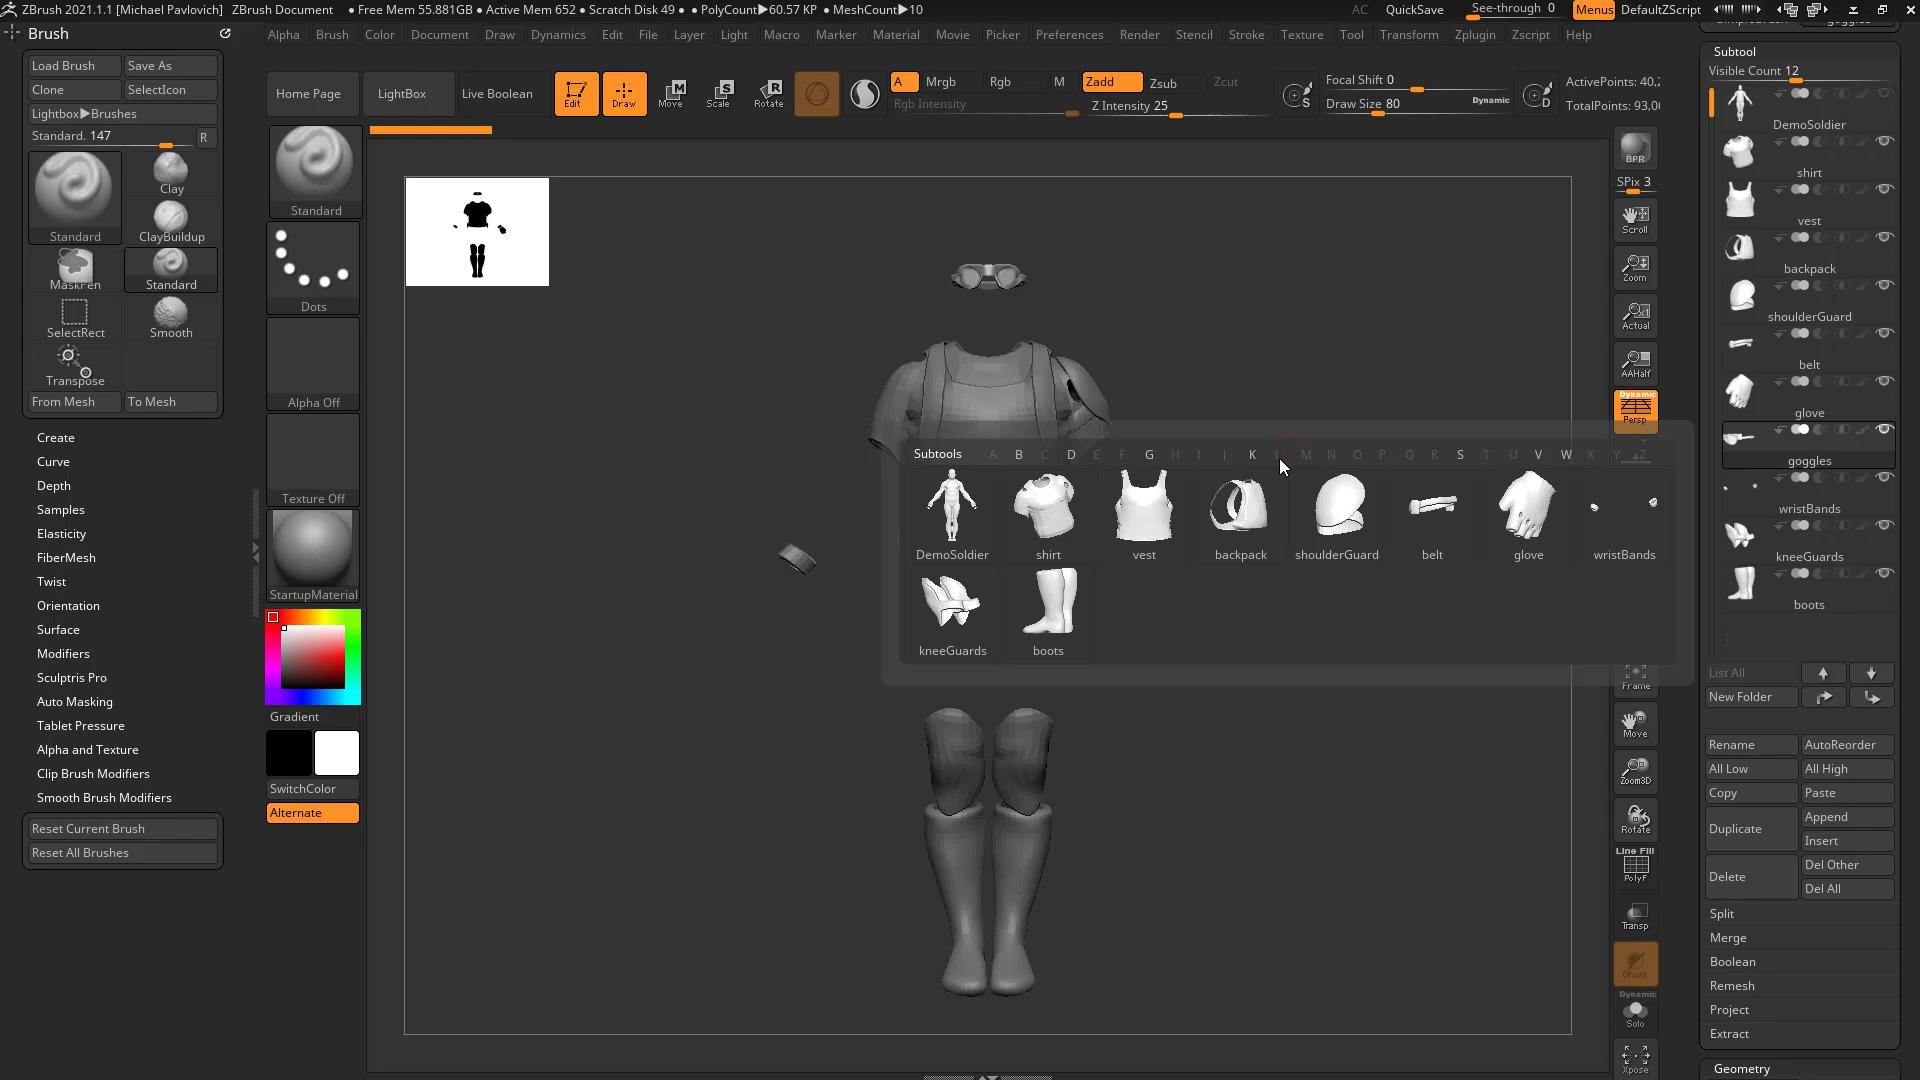 ZBrush 2021.1.1 [Michael Pavlovich] ZBrush Document • Free Mem 55.881GB • Active Mem 652 • Scratch Disk 49 • • PolyCount▶60.57 KP • MeshCount▶10
AC QuickSave See-through 0 Menus DefaultZScript
Brush
Alpha Brush Color Document Draw Dynamics Edit File Layer Light Macro Marker Material Movie Picker Preferences Render Stencil Stroke Texture Tool Transform Zplugin Zscript Help
Load Brush Save As
Clone SelectIcon
Lightbox▶Brushes
Standard. 147 R
Clay
Standard ClayBuildup
MaskPen Standard
SelectRect Smooth
Transpose
From Mesh To Mesh
Create
Curve
Depth
Samples
Elasticity
FiberMesh
Twist
Orientation
Surface
Modifiers
Sculptris Pro
Auto Masking
Tablet Pressure
Alpha and Texture
Clip Brush Modifiers
Smooth Brush Modifiers
Reset Current Brush
Reset All Brushes
Home Page LightBox Live Boolean Edit Draw Move Scale Rotate
A Mrgb Rgb M Zadd Zsub Zcut
Rgb Intensity Z Intensity 25
S Focal Shift 0
Draw Size 80 Dynamic
D ActivePoints: 40,2
TotalPoints: 93,06
Standard
Dots
Alpha Off
Texture Off
StartupMaterial
Gradient
SwitchColor
Alternate
Subtools A B C D E F G H I J K L M N O P Q R S T U V W X Y Z
DemoSoldier shirt vest backpack shoulderGuard belt glove wristBands
kneeGuards boots
BPR
SPix 3
Scroll
Zoom
Actual
AAHalf
Dynamic
Persp
Frame
Move
Zoom3D
Rotate
Line Fill
PolyF
Transp
Ghost
Dynamic
Solo
Xpose
goggles
Subtool
Visible Count 12
DemoSoldier
shirt
vest
backpack
shoulderGuard
belt
glove
goggles
wristBands
kneeGuards
boots
List All
New Folder
Rename AutoReorder
All Low All High
Copy Paste
Duplicate Append
Insert
Delete Del Other
Del All
Split
Merge
Boolean
Remesh
Project
Extract
Geometry